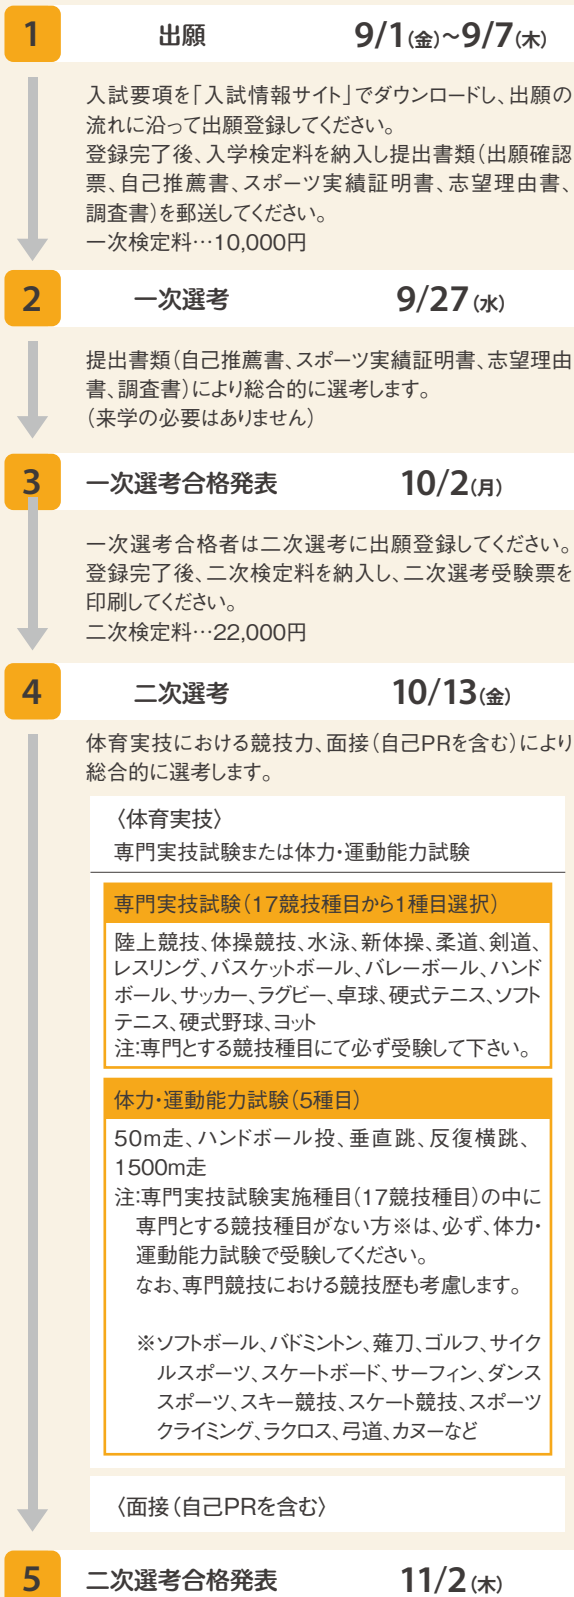 1 出願 9/1(金)~9/7(木)
入試要項を「入試情報サイト」でダウンロードし、出願の
流れに沿って出願登録してください。
登録完了後、入学検定料を納入し提出書類(出願確認
票、自己推薦書、スポーツ実績証明書、志望理由書、
調査書)を郵送してください。
一次検定料…10,000円
2 一次選考 9/27(水)
提出書類(自己推薦書、スポーツ実績証明書、志望理由
書、調査書)により総合的に選考します。
(来学の必要はありません)
3 一次選考合格発表 10/2(月)
一次選考合格者は二次選考に出願登録してください。
登録完了後、二次検定料を納入し、二次選考受験票を
印刷してください。
二次検定料…22,000円
4 二次選考 10/13(金)
体育実技における競技力、面接(自己PRを含む)により
総合的に選考します。
〈体育実技〉
専門実技試験または体力・運動能力試験
専門実技試験(17競技種目から1種目選択)
陸上競技、体操競技、水泳、新体操、柔道、剣道、
レスリング、バスケットボール、バレーボール、ハンド
ボール、サッカー、ラグビー、卓球、硬式テニス、ソフト
テニス、硬式野球、ヨット
注:専門とする競技種目にて必ず受験して下さい。
体力・運動能力試験(5種目)
50m走、ハンドボール投、垂直跳、反復横跳、
1500m走
注:専門実技試験実施種目(17競技種目)の中に
専門とする競技種目がない方※は、必ず、体力・
運動能力試験で受験してください。
なお、専門競技における競技歴も考慮します。
※ソフトボール、バドミントン、薙刀、ゴルフ、サイク
ルスポーツ、スケートボード、サーフィン、ダンス
スポーツ、スキー競技、スケート競技、スポーツ
クライミング、ラクロス、弓道、カヌーなど
〈面接(自己PRを含む〉
5 二次選考合格発表 11/2(木)